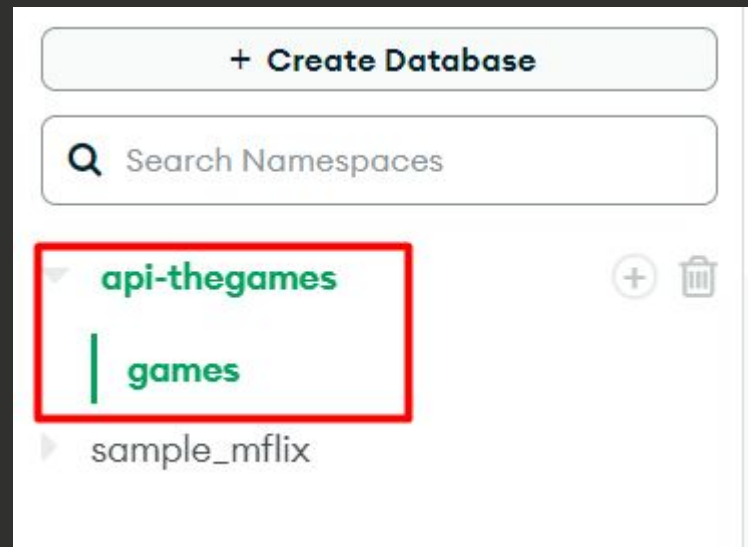 + Create Database
Search Namespaces
api-thegames
games
sample_mflix